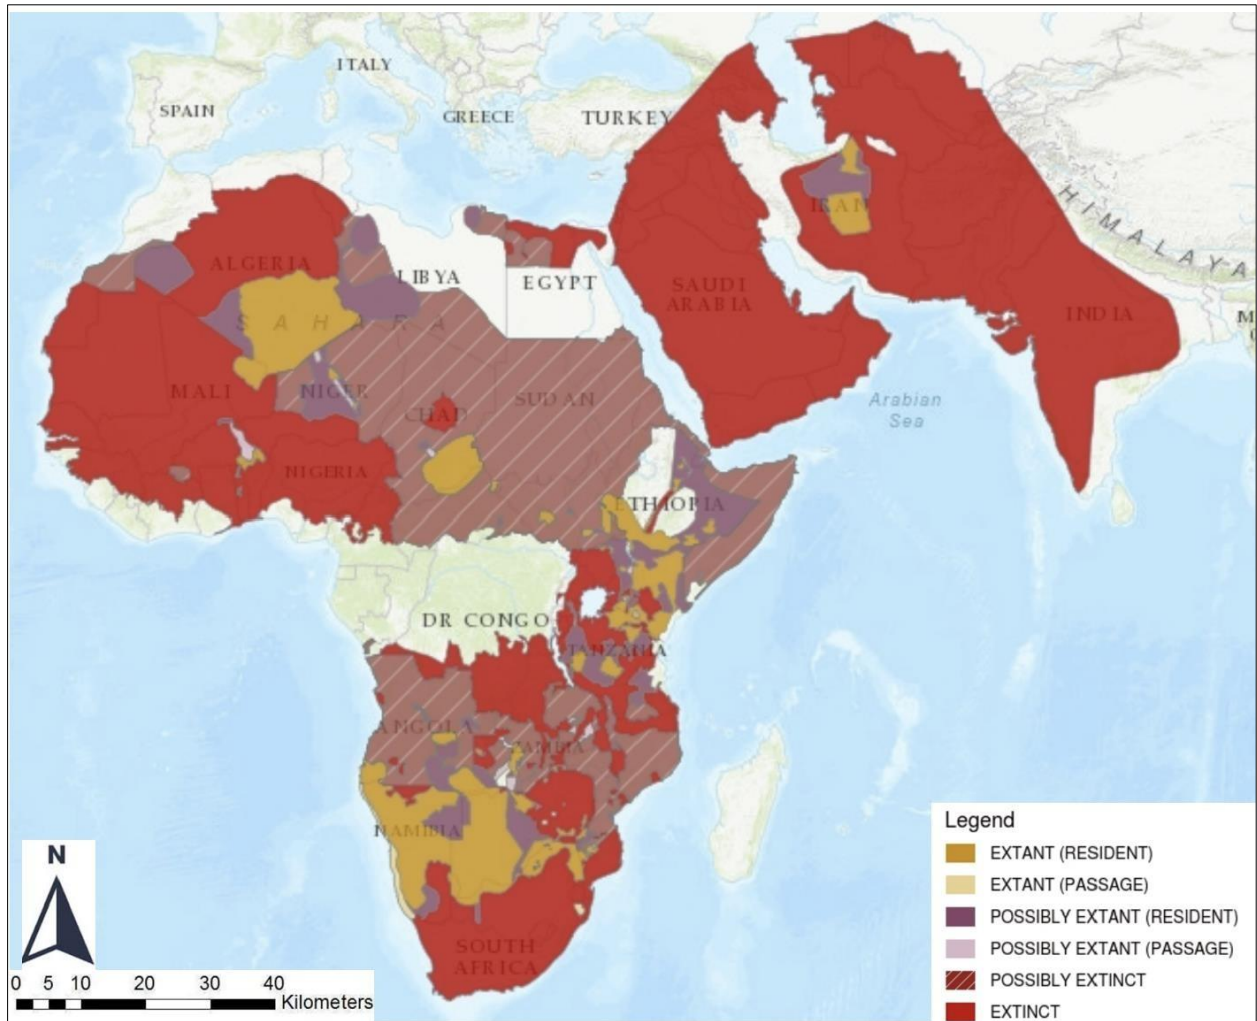 ITALY
SPAIN
GREECE
TURKEY
HIMALAYA
IRAN
ALGERIA
LIBYA
EGYPT
SAUDI
ARABIA
INDIA
SAHARA
MALI
NIGER
CHAD
SUDAN
Arabian
Sea
NIGERIA
ETHIOPIA
DR CONGO
TANZANIA
ANGOLA
ZAMBIA
NAMIBIA
SOUTH
AFRICA
N
0 5 10 20 30 40
Kilometers
Legend
EXTANT (RESIDENT)
EXTANT (PASSAGE)
POSSIBLY EXTANT (RESIDENT)
POSSIBLY EXTANT (PASSAGE)
POSSIBLY EXTINCT
EXTINCT